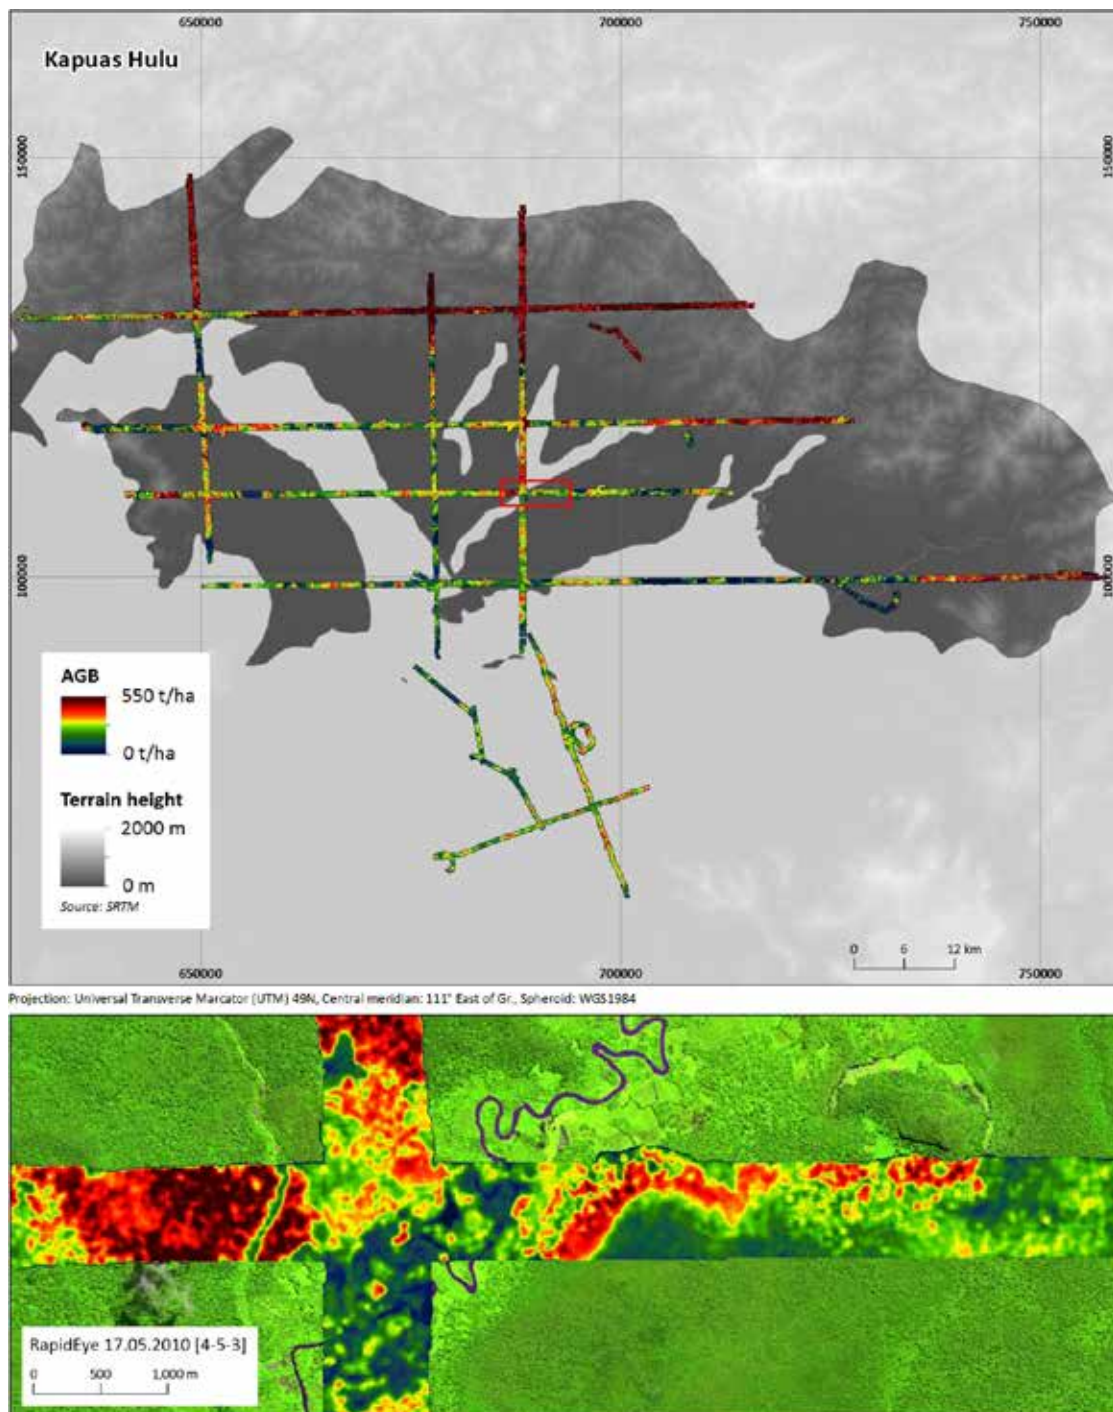 650000 700000 750000
Kapuas Hulu
150000 150000
100000 100000
AGB
550 t/ha
0 t/ha
Terrain height
2000 m
0 m
Source: SRTM
0 6 12 km
650000 700000 750000
Projection: Universal Transverse Marcator (UTM) 49N, Central meridian: 111° East of Gr., Spheroid: WGS1984
RapidEye 17.05.2010 [4-5-3]
0 500 1,000 m